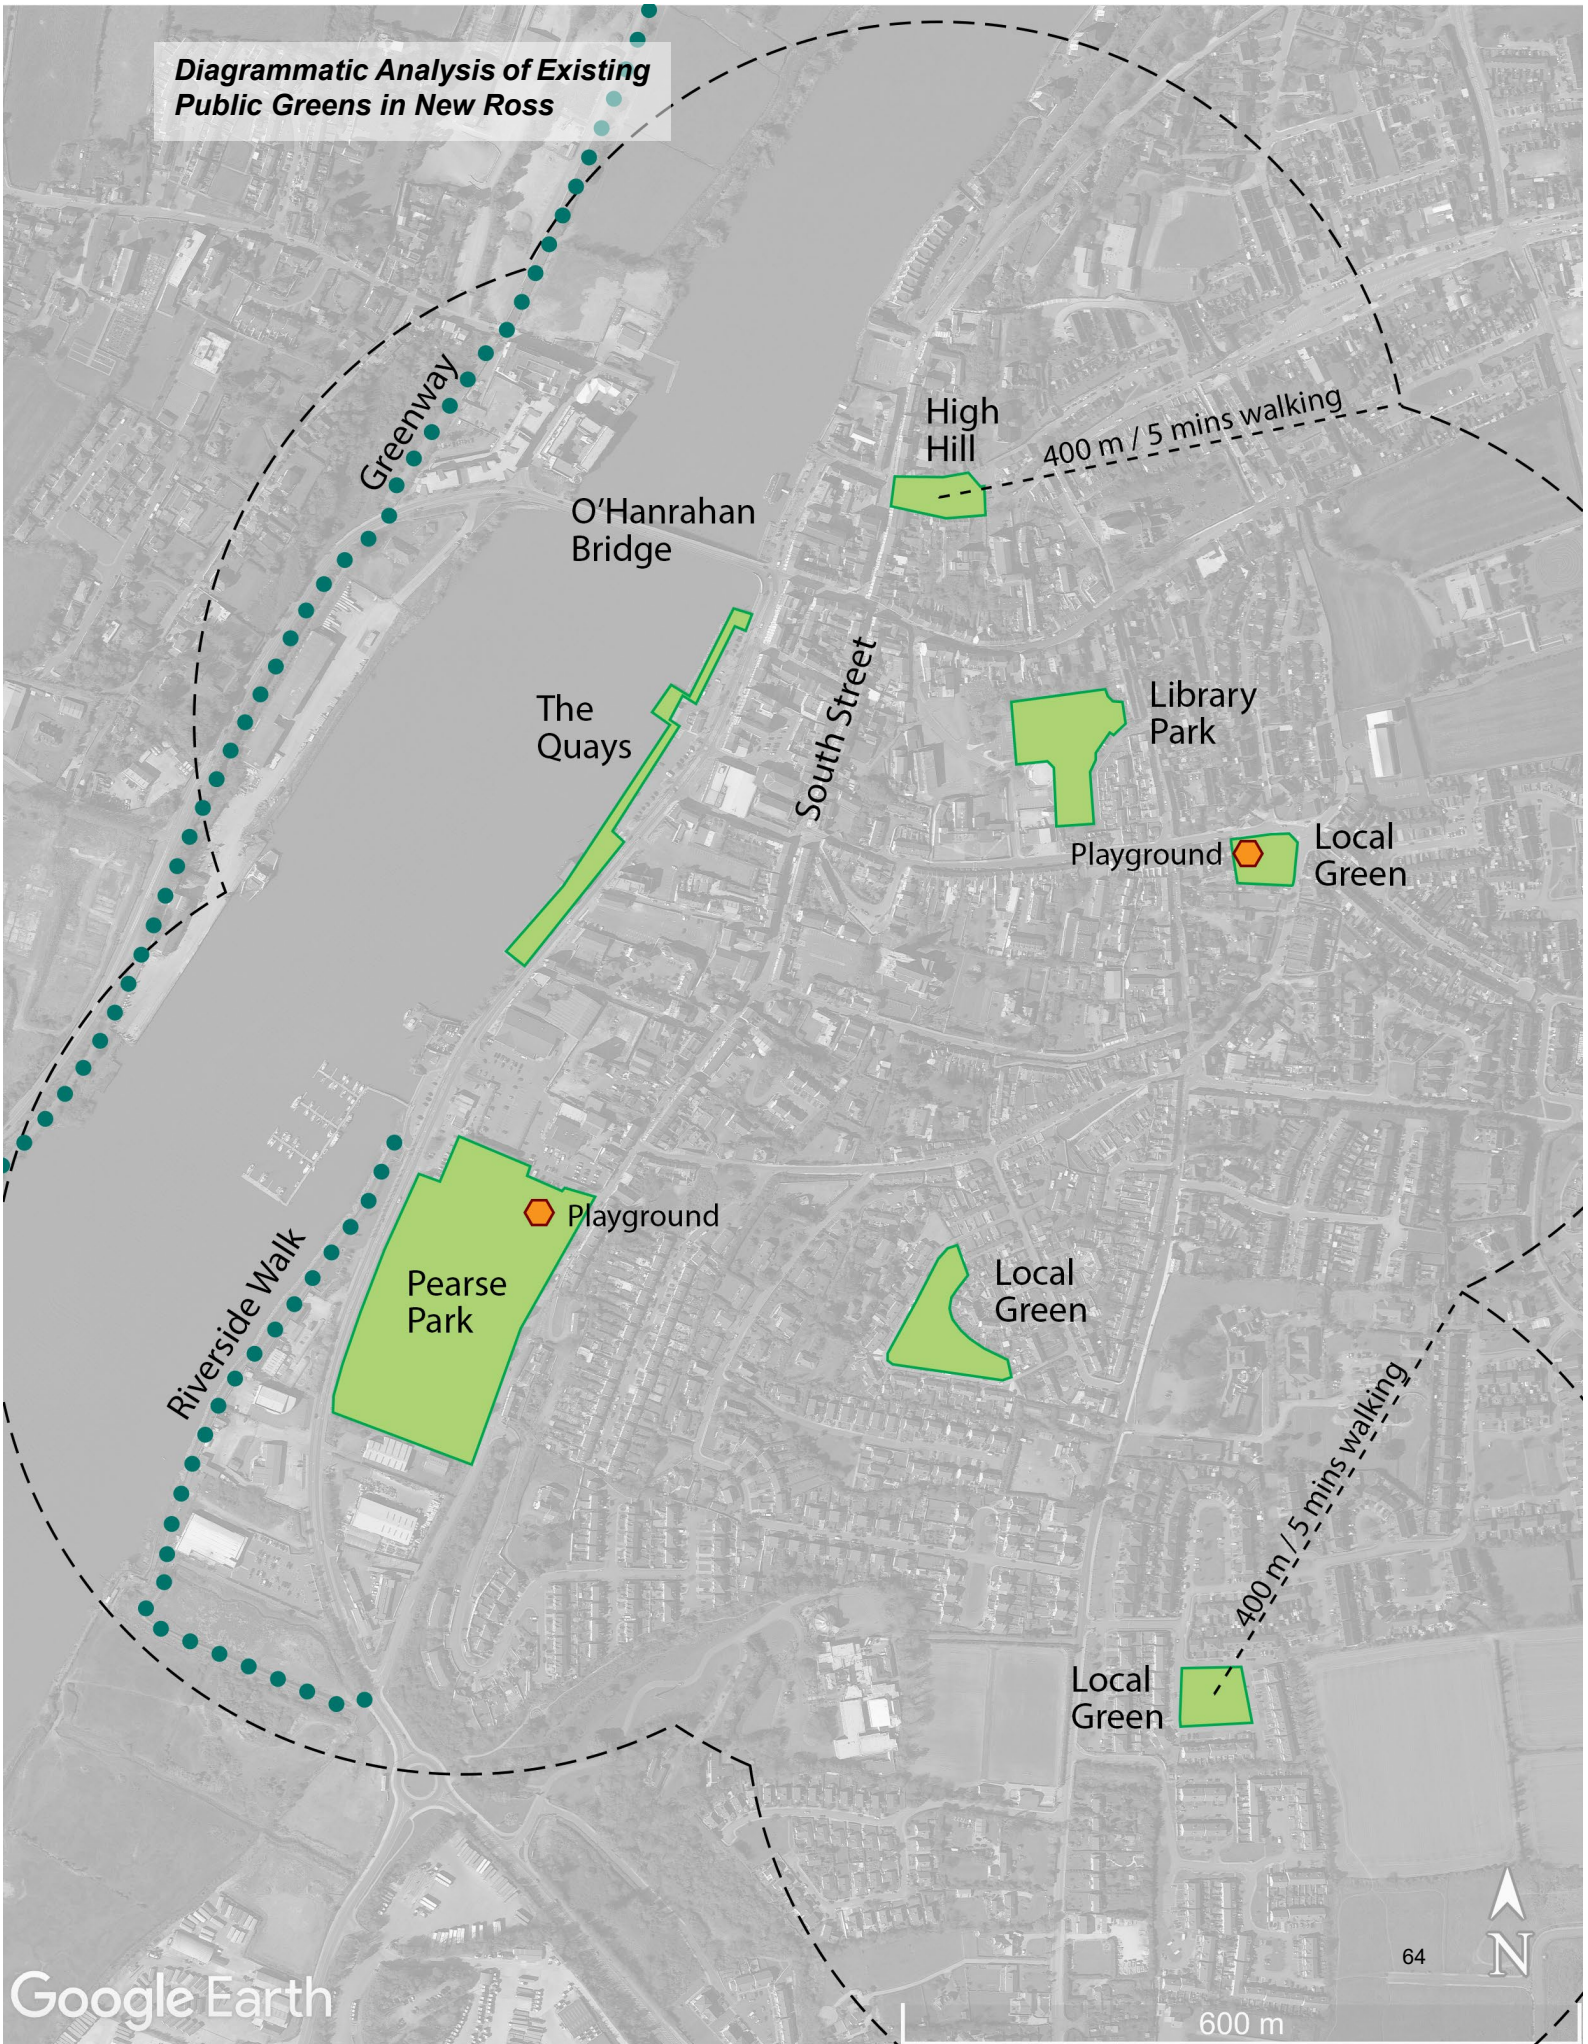 Diagrammatic Analysis of Existing
Public Greens in New Ross
Greenway
High
Hill
400 m / 5 mins walking
O'Hanrahan
Bridge
The
Quays
South Street
Library
Park
Playground
Local
Green
Playground
Pearse
Park
Riverside Walk
Local
Green
400 m / 5 mins walking
Local
Green
64
N
Google Earth
600 m